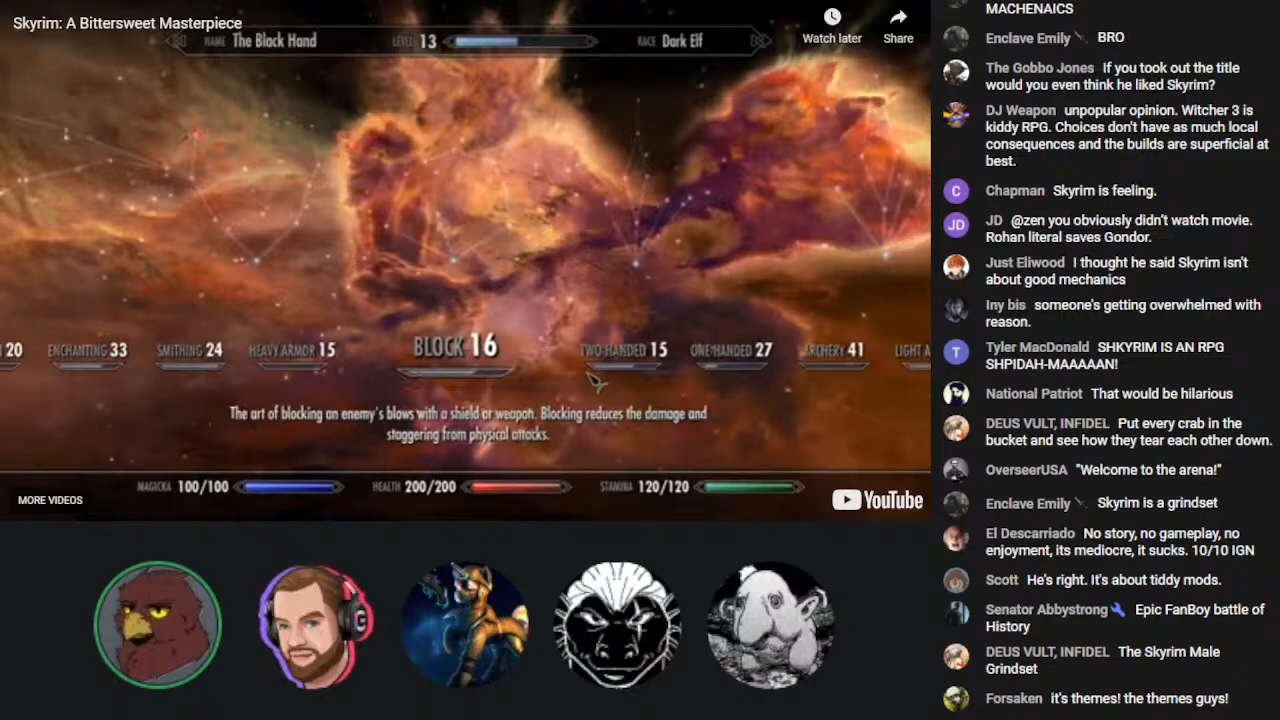 Skyrim: A Bittersweet Masterpiece
Watch later
Share
NAME The Black Hand
LEVEL 13
RACE Dark Elf
20
ENCHANTING 33
SMITHING 24
HEAVY ARMOR 15
BLOCK 16
TWO-HANDED 15
ONE-HANDED 27
ARCHERY 41
LIGHT A
The art of blocking an enemy's blows with a shield or weapon. Blocking reduces the damage and
staggering from physical attacks.
MAGICKA 100/100
HEALTH 200/200
STAMINA 120/120
MORE VIDEOS
YouTube
MACHENAICS
Enclave Emily BRO
The Gobbo Jones If you took out the title
would you even think he liked Skyrim?
DJ Weapon unpopular opinion. Witcher 3 is
kiddy RPG. Choices don't have as much local
consequences and the builds are superficial at
best.
C
Chapman Skyrim is feeling.
JD
JD @zen you obviously didn't watch movie.
Rohan literal saves Gondor.
Just Eliwood I thought he said Skyrim isn't
about good mechanics
Iny bis someone's getting overwhelmed with
reason.
T
Tyler MacDonald SHKYRIM IS AN RPG
SHPIDAH-MAAAAAN!
National Patriot That would be hilarious
DEUS VULT, INFIDEL Put every crab in the
bucket and see how they tear each other down.
OverseerUSA "Welcome to the arena!"
Enclave Emily Skyrim is a grindset
El Descarriado No story, no gameplay, no
enjoyment, its mediocre, it sucks. 10/10 IGN
Scott He's right. It's about tiddy mods.
Senator Abbystrong Epic FanBoy battle of
History
DEUS VULT, INFIDEL The Skyrim Male
Grindset
Forsaken it's themes! the themes guys!